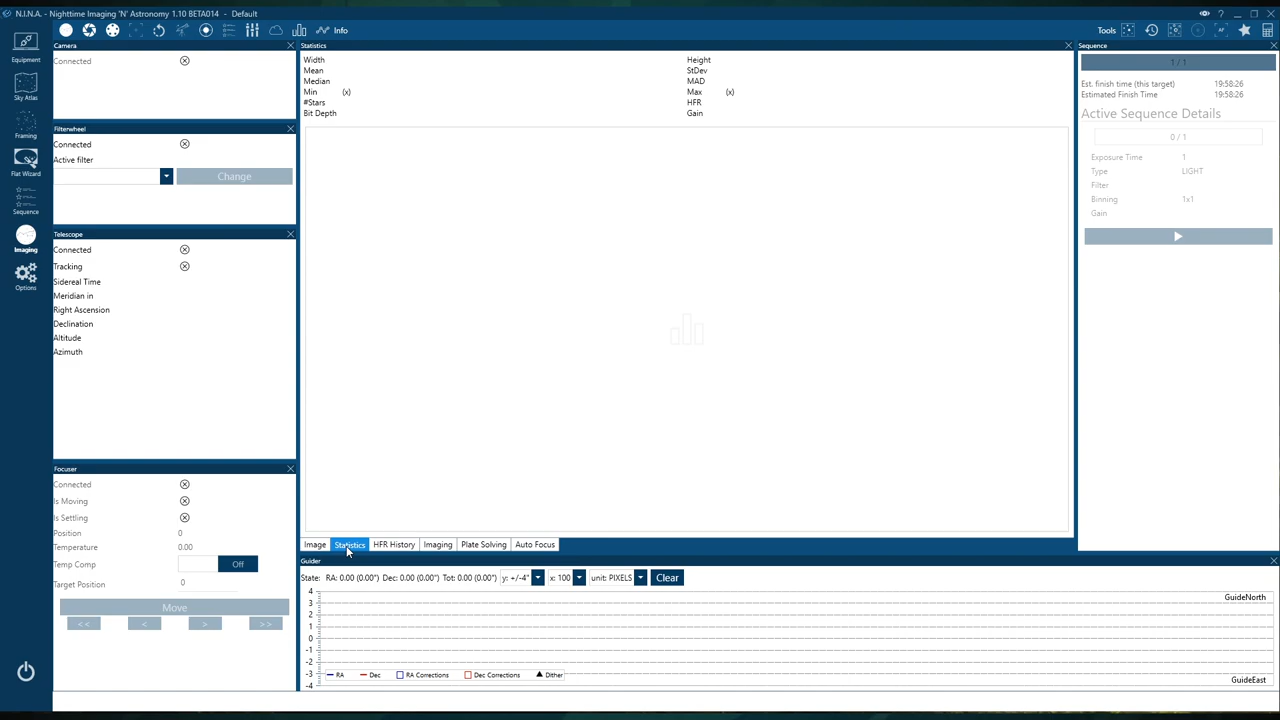 N.I.N.A. - Nighttime Imaging 'N' Astronomy 1.10 BETA014 - Default
Info
Tools
Equipment
Sky Atlas
Framing
Flat Wizard
Sequence
Imaging
Options
Camera
Connected
Filterwheel
Connected
Active filter
Change
Telescope
Connected
Tracking
Sidereal Time
Meridian in
Right Ascension
Declination
Altitude
Azimuth
Focuser
Connected
Is Moving
Is Settling
Position 0
Temperature 0.00
Temp Comp Off
Target Position 0
Move
<< < > >>
Statistics
Width Height
Mean StDev
Median MAD
Min (x) Max (x)
#Stars HFR
Bit Depth Gain
Image Statistics HFR History Imaging Plate Solving Auto Focus
Guider
State: RA: 0.00 (0.00") Dec: 0.00 (0.00") Tot: 0.00 (0.00") y: +/-4" x: 100 unit: PIXELS Clear
4
3
2
1
0
-1
-2
-3
-4
GuideNorth
GuideEast
RA Dec RA Corrections Dec Corrections Dither
Sequence
1 / 1
Est. finish time (this target) 19:58:26
Estimated Finish Time 19:58:26
Active Sequence Details
0 / 1
Exposure Time 1
Type LIGHT
Filter
Binning 1x1
Gain